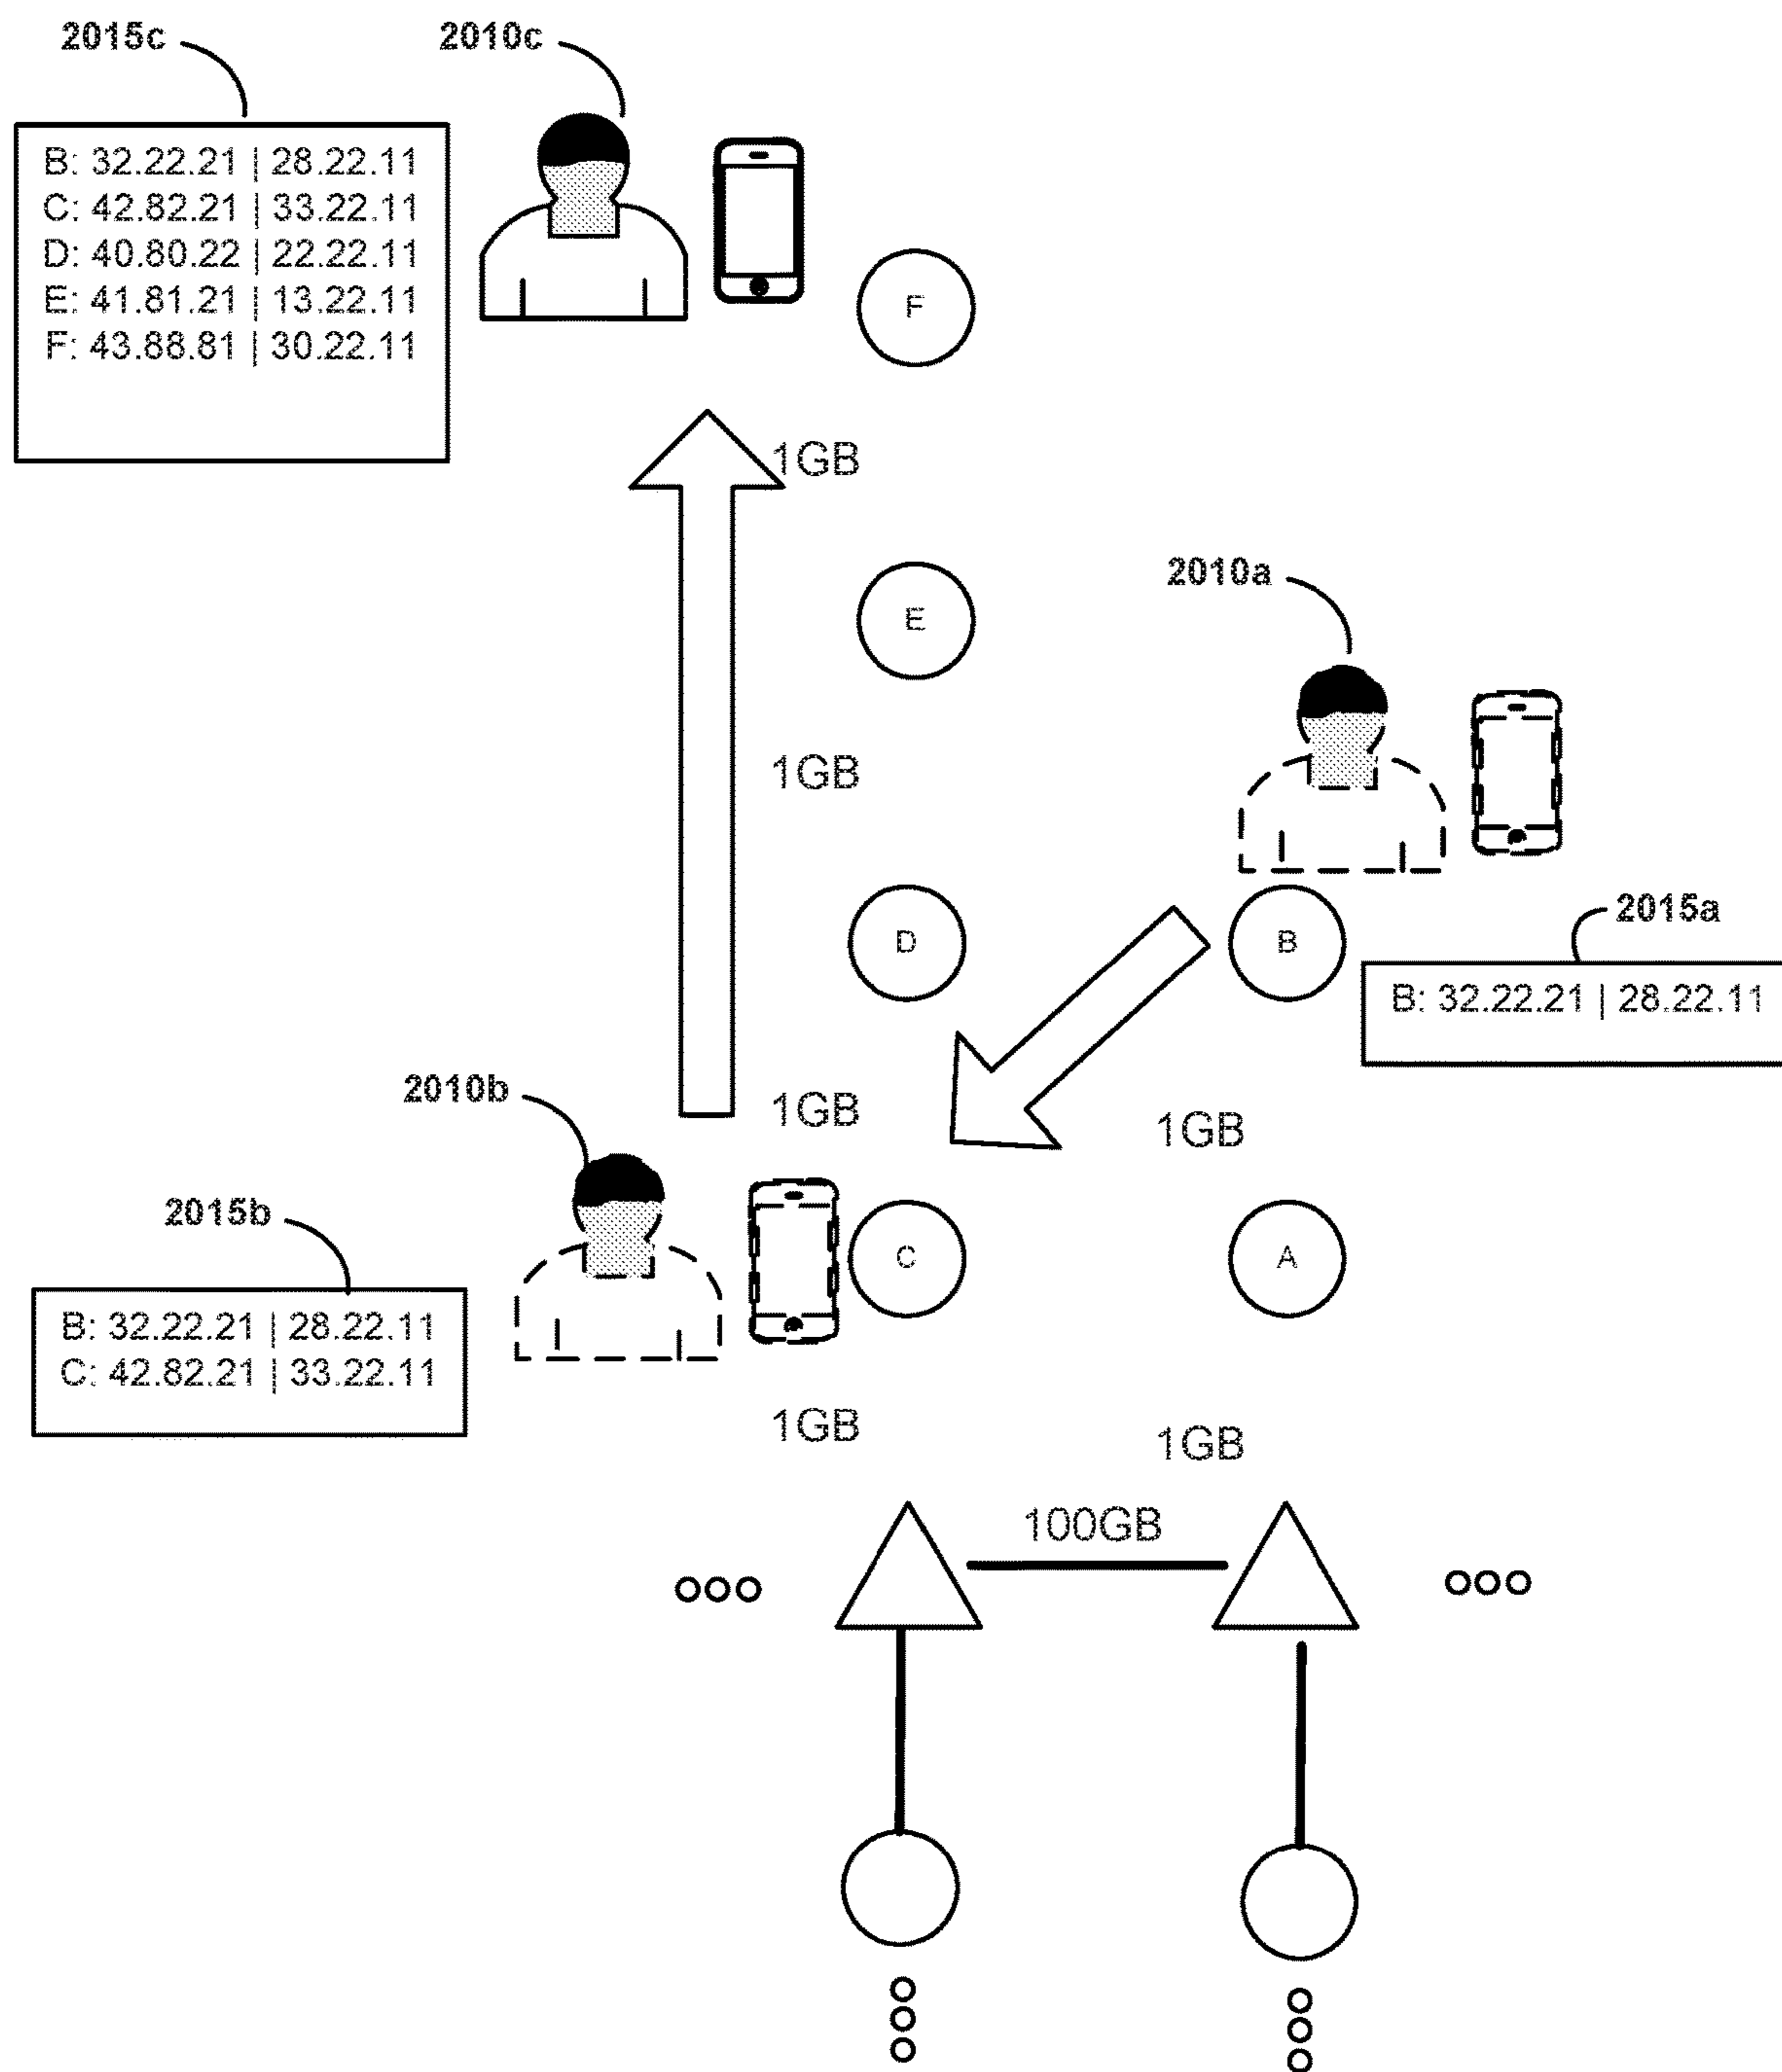 2015c
2010c
B: 32.22.21 | 28.22.11
C: 42.82.21 | 33.22.11
D: 40.80.22 | 22.22.11
E: 41.81.21 | 13.22.11
F: 43.88.81 | 30.22.11
F
1GB
2010a
E
1GB
D
B
2015a
B: 32.22.21 | 28.22.11
2010b
1GB
1GB
2015b
C
A
B: 32.22.21 | 28.22.11
C: 42.82.21 | 33.22.11
1GB
1GB
100GB